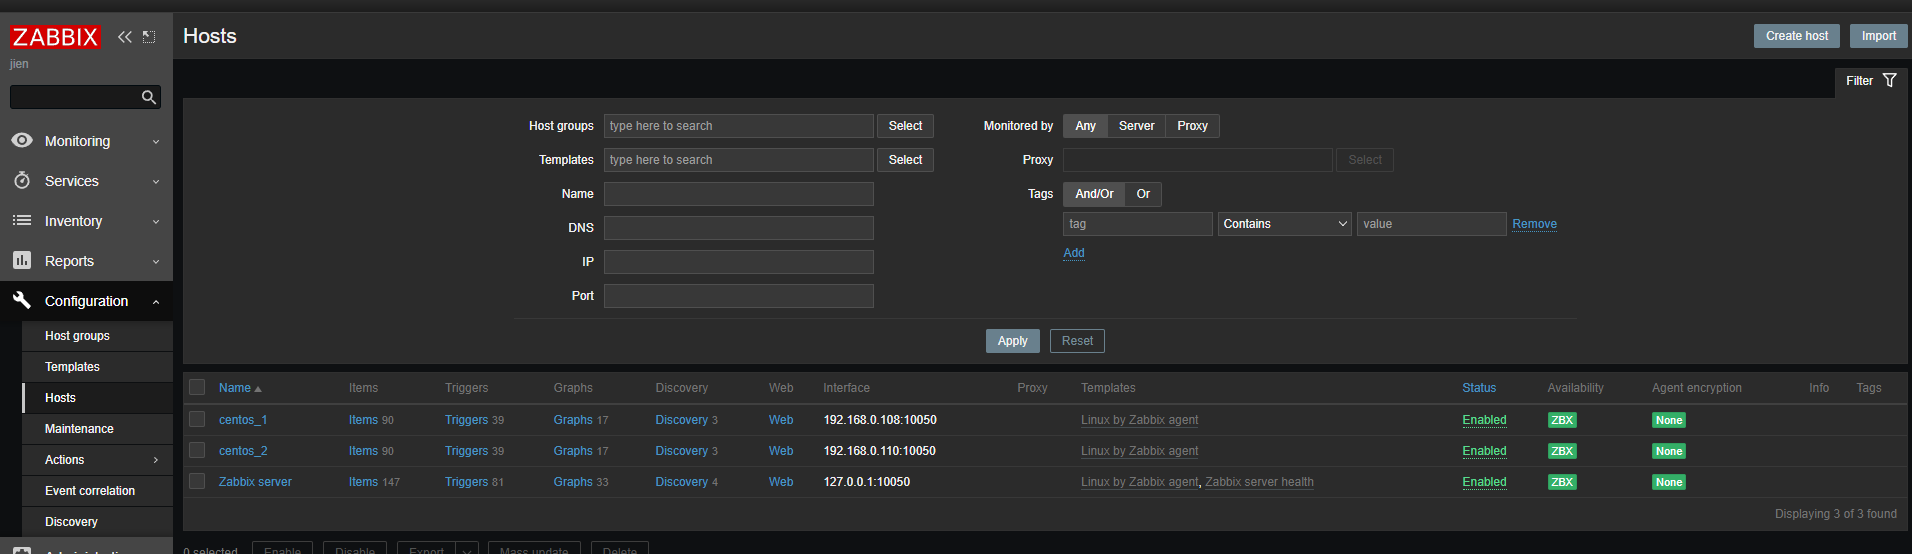 ZABBIX
jien
Monitoring
Services
Inventory
Reports
Configuration
Host groups
Templates
Hosts
Maintenance
Actions
Event correlation
Discovery
Hosts
Create host Import
Filter
Host groups type here to search Select
Templates type here to search Select
Name
DNS
IP
Port
Monitored by Any Server Proxy
Proxy Select
Tags And/Or Or
tag Contains value Remove
Add
Apply Reset
Name Items Triggers Graphs Discovery Web Interface Proxy Templates Status Availability Agent encryption Info Tags
centos_1 Items 90 Triggers 39 Graphs 17 Discovery 3 Web 192.168.0.108:10050 Linux by Zabbix agent Enabled ZBX None
centos_2 Items 90 Triggers 39 Graphs 17 Discovery 3 Web 192.168.0.110:10050 Linux by Zabbix agent Enabled ZBX None
Zabbix server Items 147 Triggers 81 Graphs 33 Discovery 4 Web 127.0.0.1:10050 Linux by Zabbix agent, Zabbix server health Enabled ZBX None
Displaying 3 of 3 found
0 selected Enable Disable Export Mass update Delete